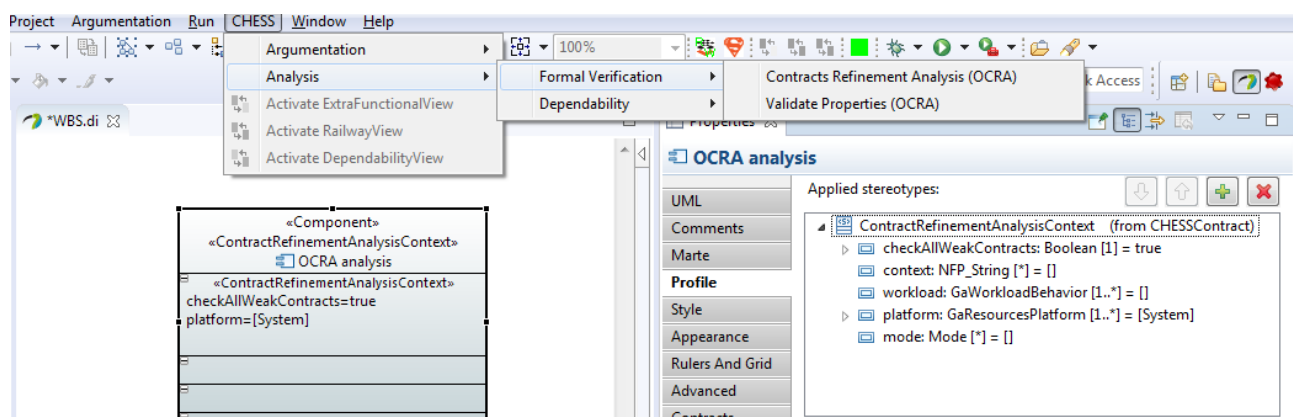 Project Argumentation Run CHESS Window Help
100%
Argumentation
Analysis
Activate ExtraFunctionalView
Activate RailwayView
Activate DependabilityView
Formal Verification
Dependability
Contracts Refinement Analysis (OCRA)
Validate Properties (OCRA)
k Access
*WBS.di
Properties
«Component»
«ContractRefinementAnalysisContext»
OCRA analysis
«ContractRefinementAnalysisContext»
checkAllWeakContracts=true
platform=[System]
OCRA analysis
UML
Comments
Marte
Profile
Style
Appearance
Rulers And Grid
Advanced
Contracts
Applied stereotypes:
ContractRefinementAnalysisContext (from CHESSContract)
checkAllWeakContracts: Boolean [1] = true
context: NFP_String [*] = []
workload: GaWorkloadBehavior [1..*] = []
platform: GaResourcesPlatform [1..*] = [System]
mode: Mode [*] = []